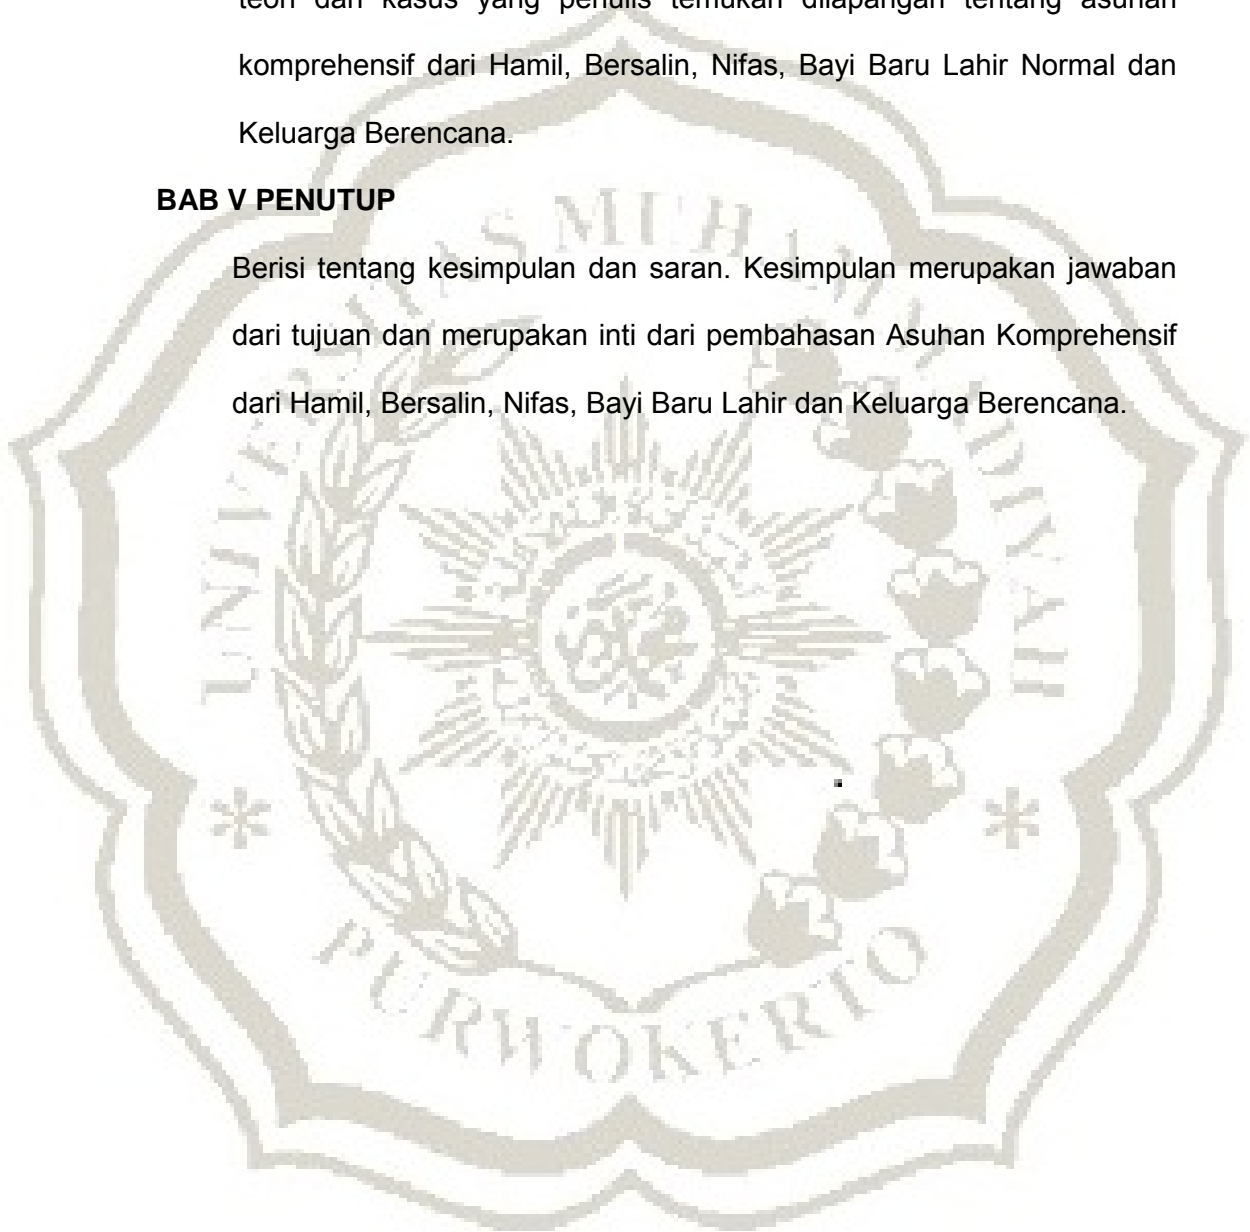 teori dan kasus yang penulis temukan dilapangan tentang asuhan
komprehensif dari Hamil, Bersalin, Nifas, Bayi Baru Lahir Normal dan
Keluarga Berencana.
BAB V PENUTUP
Berisi tentang kesimpulan dan saran. Kesimpulan merupakan jawaban
dari tujuan dan merupakan inti dari pembahasan Asuhan Komprehensif
dari Hamil, Bersalin, Nifas, Bayi Baru Lahir dan Keluarga Berencana.
UNIVERSITAS MUHAMMADIYAH
PURWOKERTO